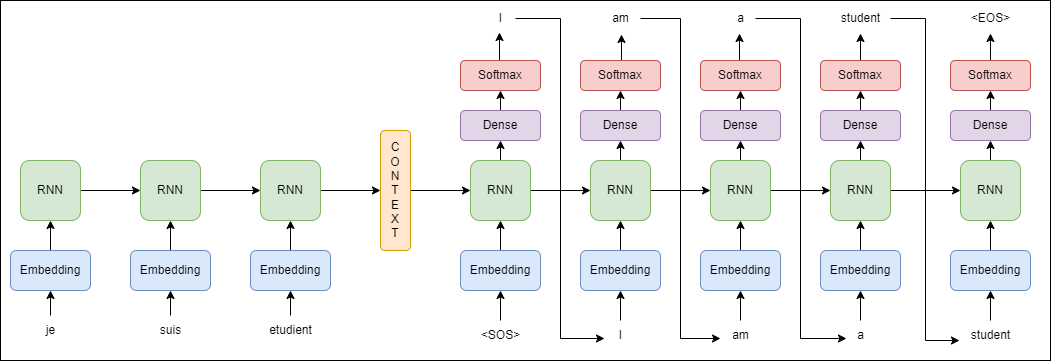 I am a student <EOS>
Softmax Softmax Softmax Softmax Softmax
Dense Dense Dense Dense Dense
CONTEXT
RNN RNN RNN RNN RNN RNN RNN RNN
Embedding Embedding Embedding Embedding Embedding Embedding Embedding Embedding
je suis etudient <SOS> I am a student